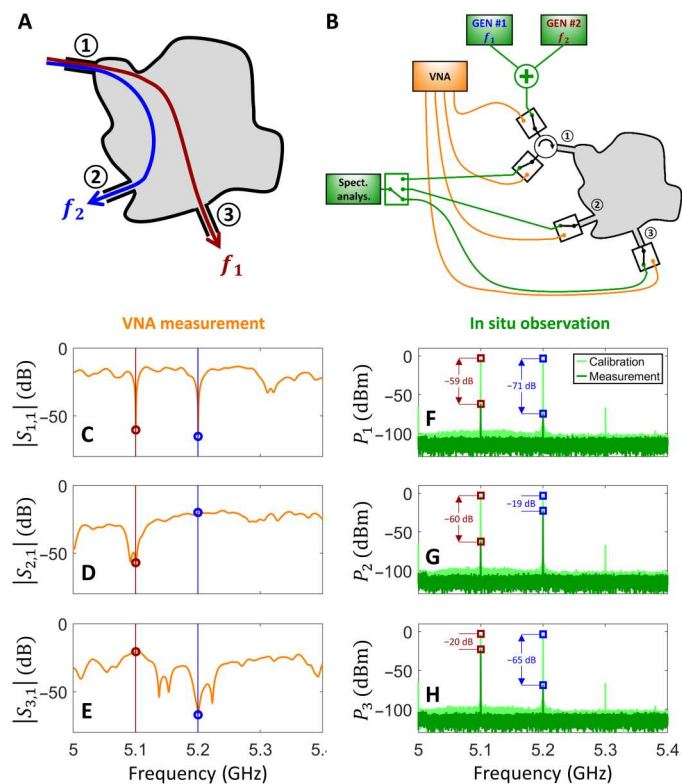 A
①
②
③
f₂
f₁
B
GEN #1
f₁
GEN #2
f₂
+
VNA
①
Spect.
analys.
②
③
VNA measurement
0
−50
|S₁,₁| (dB)
C
0
−50
|S₂,₁| (dB)
D
0
−50
|S₃,₁| (dB)
E
5 5.1 5.2 5.3 5.4
Frequency (GHz)
In situ observation
0
−50
−100
P₁ (dBm)
−59 dB
−71 dB
Calibration
Measurement
F
0
−50
−100
P₂ (dBm)
−60 dB
−19 dB
G
0
−50
−100
P₃ (dBm)
−20 dB
−65 dB
H
5 5.1 5.2 5.3 5.4
Frequency (GHz)